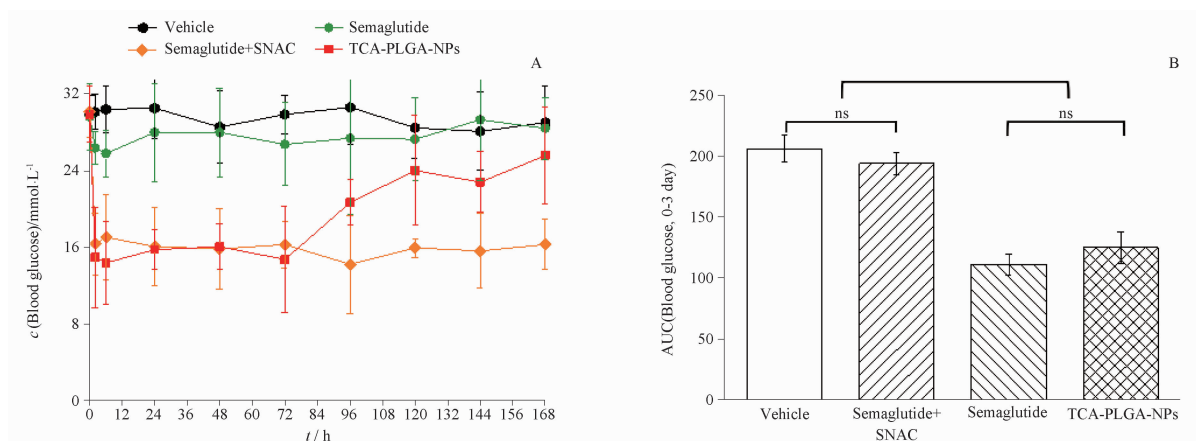 Vehicle
Semaglutide
Semaglutide+SNAC
TCA-PLGA-NPs
A
c (Blood glucose)/mmol·L⁻¹
32
24
16
8
0
0 12 24 36 48 60 72 84 96 108 120 132 144 156 168
t / h
B
ns
ns
AUC(Blood glucose, 0-3 day)
250
200
150
100
50
0
Vehicle
Semaglutide+
SNAC
Semaglutide
TCA-PLGA-NPs